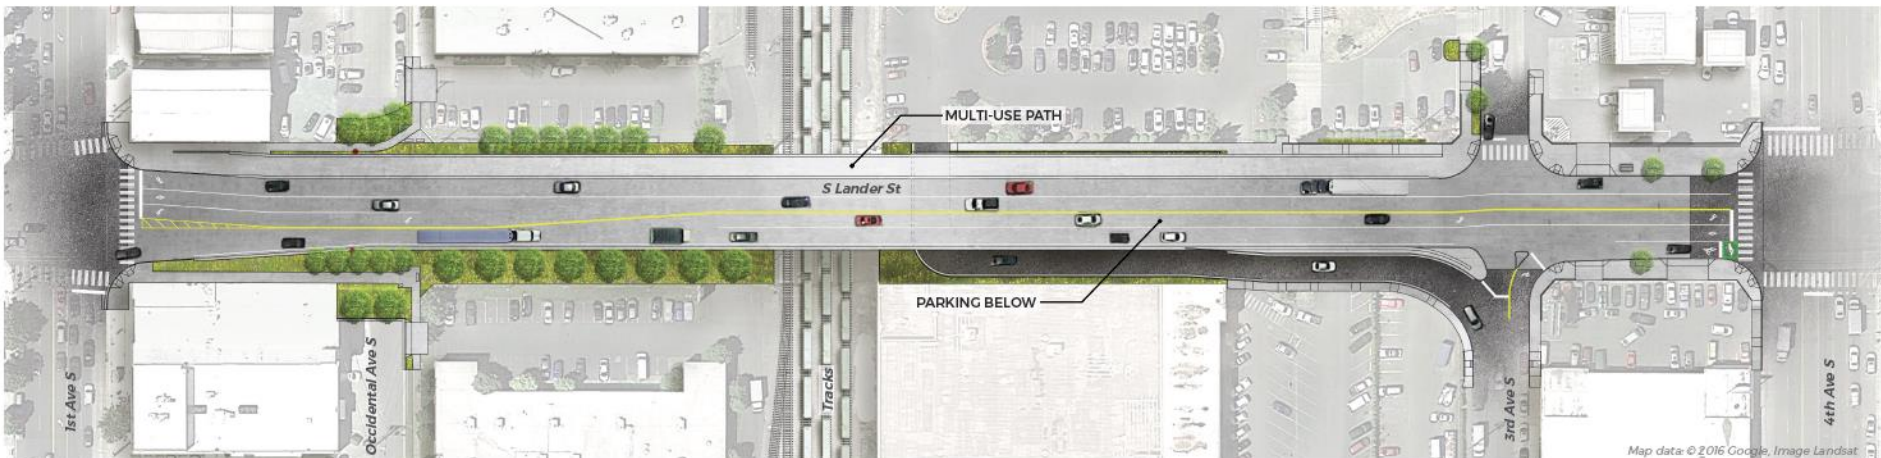 MULTI-USE PATH
S Lander St
PARKING BELOW
1st Ave S
Occidental Ave S
Tracks
3rd Ave S
4th Ave S
Map data: © 2016 Google, Image Landsat